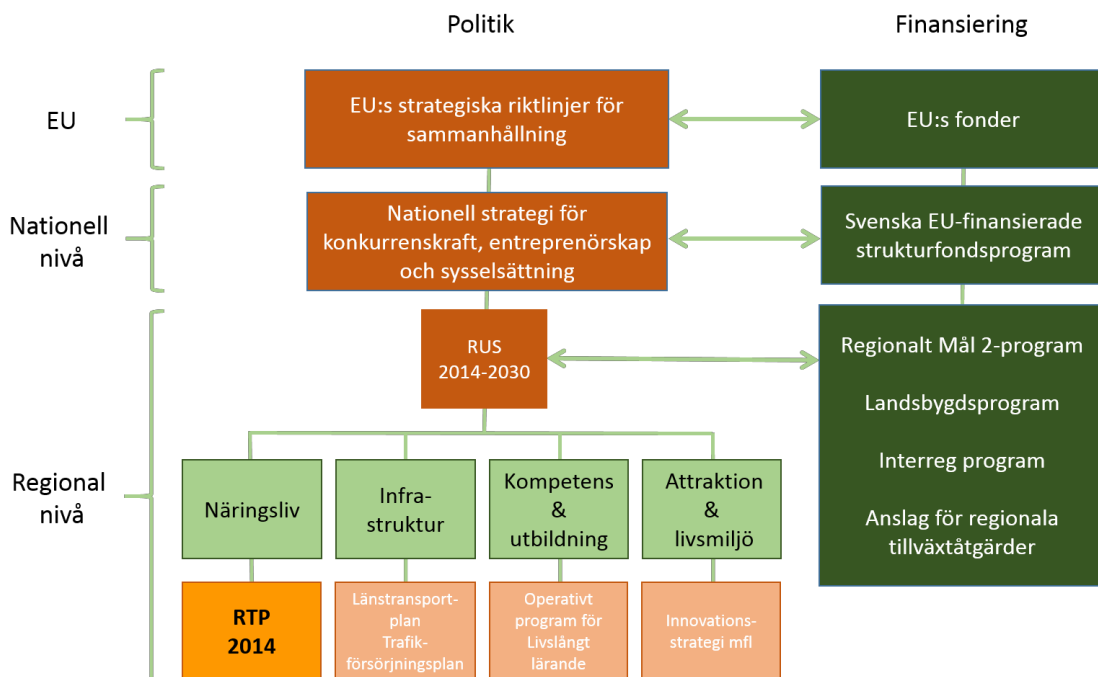 Politik
Finansiering
EU
EU:s strategiska riktlinjer för
sammanhållning
EU:s fonder
Nationell
nivå
Nationell strategi för
konkurrenskraft, entreprenörskap
och sysselsättning
Svenska EU-finansierade
strukturfondsprogram
Regional
nivå
RUS
2014-2030
Regionalt Mål 2-program
Landsbygdsprogram
Interreg program
Anslag för regionala
tillväxtåtgärder
Näringsliv
Infra-
struktur
Kompetens
&
utbildning
Attraktion
&
livsmiljö
RTP
2014
Länstransport-
plan
Trafik-
försörjningsplan
Operativt
program för
Livslångt
lärande
Innovations-
strategi mfl